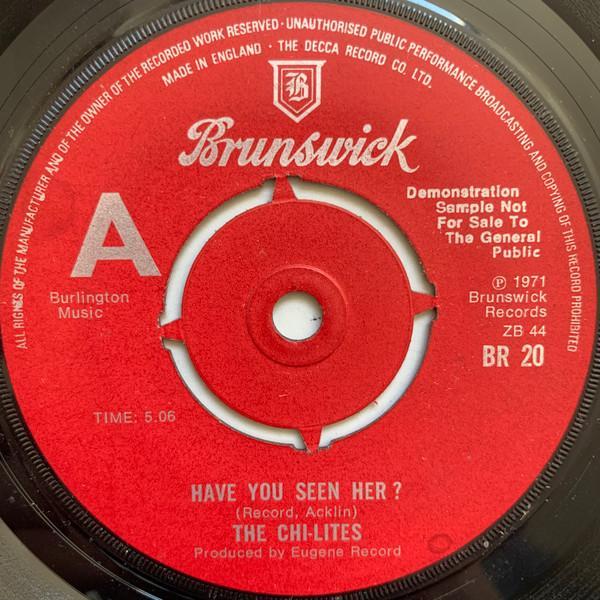 ALL RIGHTS OF THE MANUFACTURER AND OF THE OWNER OF THE RECORDED WORK RESERVED · UNAUTHORISED PUBLIC PERFORMANCE BROADCASTING AND COPYING OF THIS RECORD PROHIBITED
MADE IN ENGLAND · THE DECCA RECORD CO. LTD.
B
Brunswick
A
Demonstration
Sample Not
For Sale To
The General
Public
Burlington
Music
℗ 1971
Brunswick
Records
ZB 44
BR 20
TIME: 5.06
HAVE YOU SEEN HER ?
(Record, Acklin)
THE CHI-LITES
Produced by Eugene Record